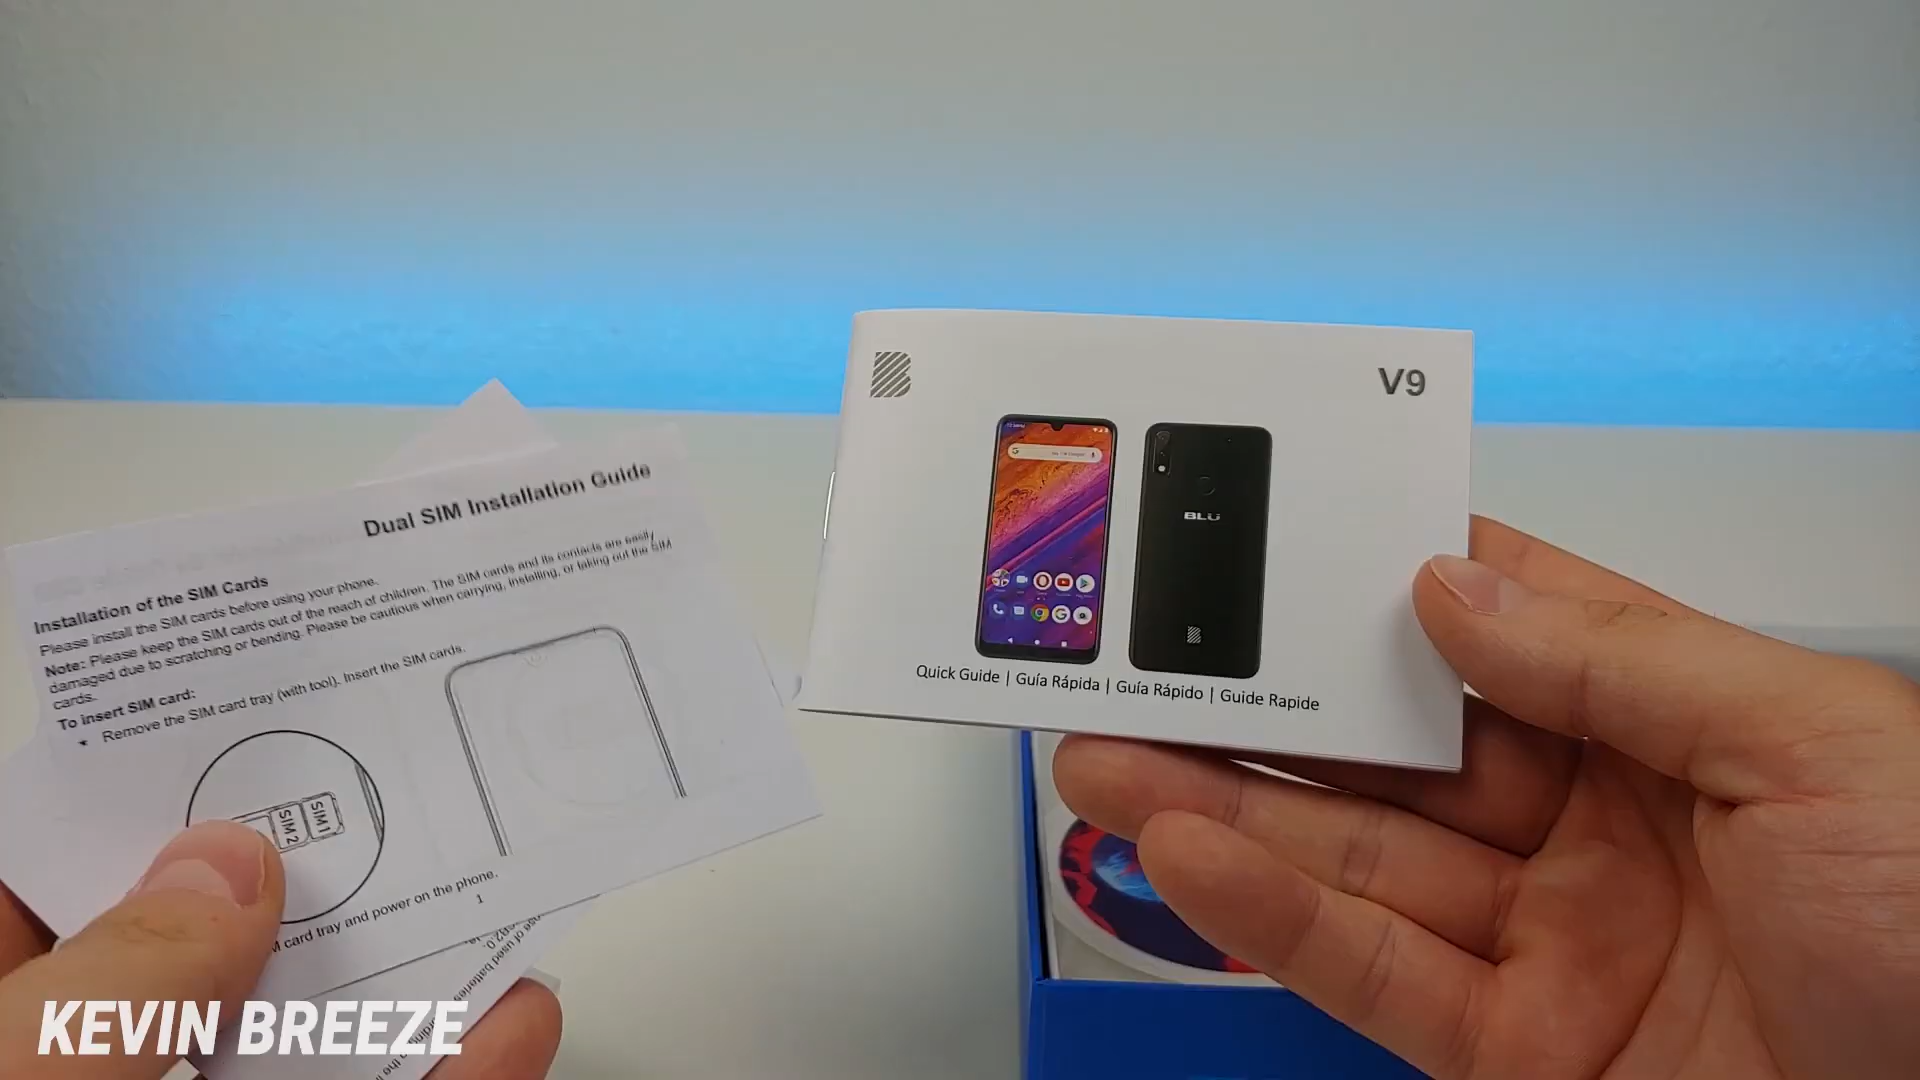 Dual SIM Installation Guide
Installation of the SIM Cards
Please install the SIM cards before using your phone.
Note: Please keep the SIM cards out of the reach of children. The SIM cards and its contacts are easily
damaged due to scratching or bending. Please be cautious when carrying, installing, or taking out the SIM
cards.
To insert SIM card:
Remove the SIM card tray (with tool). Insert the SIM cards.
SIM 2
SIM 1
card tray and power on the phone.
1
of used batteries
V9
BLU
Quick Guide | Guía Rápida | Guía Rápido | Guide Rapide
KEVIN BREEZE